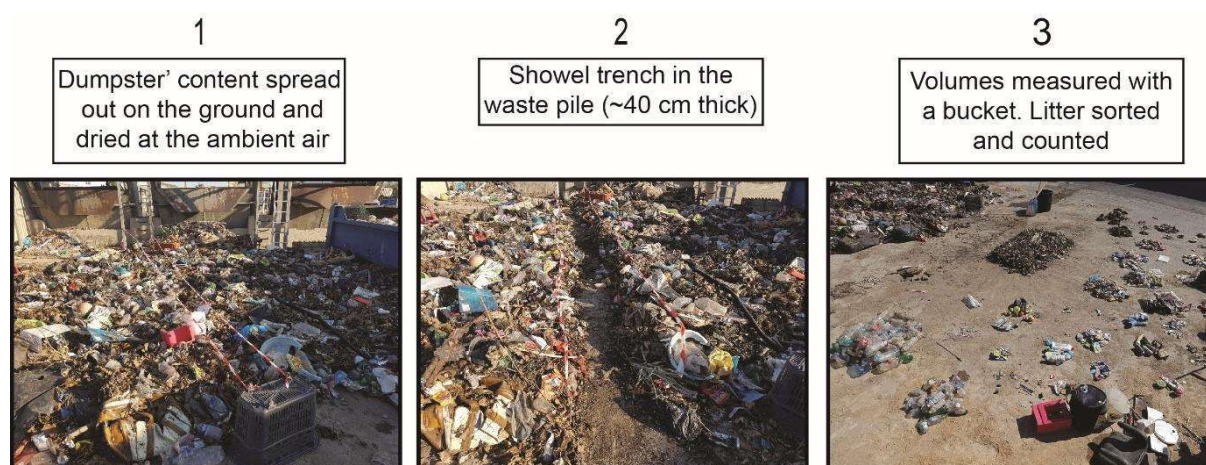 1
Dumpster’ content spread
out on the ground and
dried at the ambient air
2
Showel trench in the
waste pile (~40 cm thick)
3
Volumes measured with
a bucket. Litter sorted
and counted